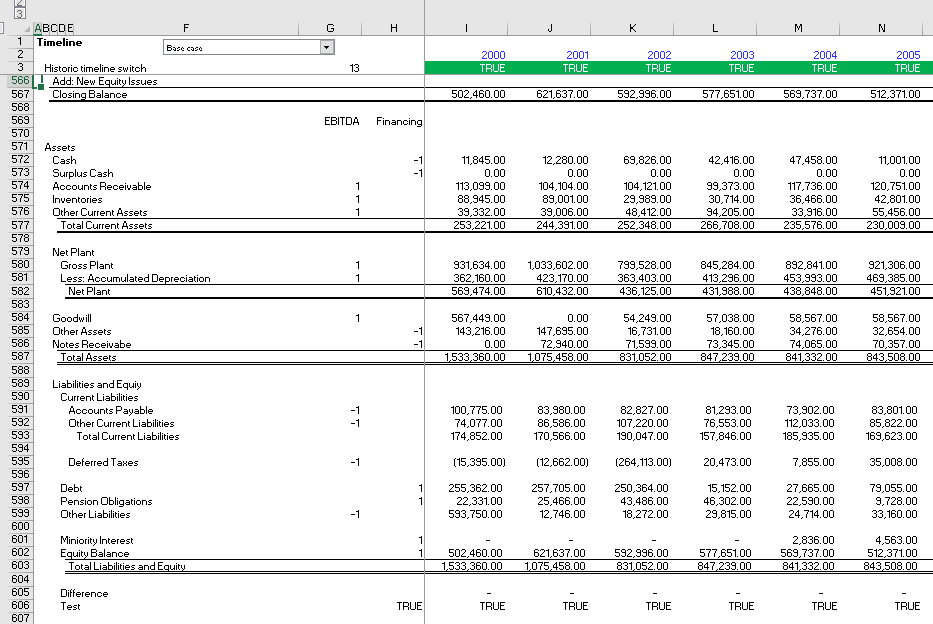 2
3
ABCDE F G H I J K L M N
1 Timeline Base case
2 2000 2001 2002 2003 2004 2005
3 Historic timeline switch 13 TRUE TRUE TRUE TRUE TRUE TRUE
566 Add: New Equity Issues
567 Closing Balance 502,460.00 621,637.00 592,996.00 577,651.00 569,737.00 512,371.00
568
569 EBITDA Financing
570
571 Assets
572 Cash -1 11,845.00 12,280.00 69,826.00 42,416.00 47,458.00 11,001.00
573 Surplus Cash -1 0.00 0.00 0.00 0.00 0.00 0.00
574 Accounts Receivable 1 113,099.00 104,104.00 104,121.00 99,373.00 117,736.00 120,751.00
575 Inventories 1 88,945.00 89,001.00 29,989.00 30,714.00 36,466.00 42,801.00
576 Other Current Assets 1 39,332.00 39,006.00 48,412.00 94,205.00 33,916.00 55,456.00
577 Total Current Assets 253,221.00 244,391.00 252,348.00 266,708.00 235,576.00 230,009.00
578
579 Net Plant
580 Gross Plant 1 931,634.00 1,033,602.00 799,528.00 845,284.00 892,841.00 921,306.00
581 Less: Accumulated Depreciation 1 362,160.00 423,170.00 363,403.00 413,296.00 453,993.00 469,385.00
582 Net Plant 569,474.00 610,432.00 436,125.00 431,988.00 438,848.00 451,921.00
583
584 Goodwill 1 567,449.00 0.00 54,249.00 57,038.00 58,567.00 58,567.00
585 Other Assets -1 143,216.00 147,695.00 16,731.00 18,160.00 34,276.00 32,654.00
586 Notes Receivabe -1 0.00 72,940.00 71,599.00 73,345.00 74,065.00 70,357.00
587 Total Assets 1,533,360.00 1,075,458.00 831,052.00 847,239.00 841,332.00 843,508.00
588
589 Liabilities and Equiy
590 Current Liabilities
591 Accounts Payable -1 100,775.00 83,980.00 82,827.00 81,293.00 73,902.00 83,801.00
592 Other Current Liabilities -1 74,077.00 86,586.00 107,220.00 76,553.00 112,033.00 85,822.00
593 Total Current Liabilities 174,852.00 170,566.00 190,047.00 157,846.00 185,935.00 169,623.00
594
595 Deferred Taxes -1 (15,395.00) (12,662.00) (264,113.00) 20,473.00 7,855.00 35,008.00
596
597 Debt 1 255,362.00 257,705.00 250,364.00 15,152.00 27,665.00 79,055.00
598 Pension Obligations 1 22,331.00 25,466.00 43,486.00 46,302.00 22,590.00 9,728.00
599 Other Liabilities -1 593,750.00 12,746.00 18,272.00 29,815.00 24,714.00 33,160.00
600
601 Miniority Interest 1 - - - - 2,836.00 4,563.00
602 Equity Balance 1 502,460.00 621,637.00 592,996.00 577,651.00 569,737.00 512,371.00
603 Total Liabilities and Equity 1,533,360.00 1,075,458.00 831,052.00 847,239.00 841,332.00 843,508.00
604
605 Difference - - - - - -
606 Test TRUE TRUE TRUE TRUE TRUE TRUE TRUE
607